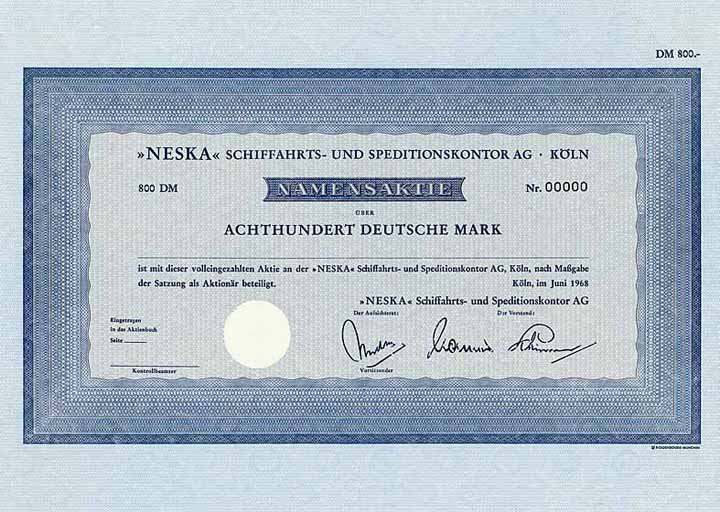 DM 800.-
»NESKA« SCHIFFAHRTS- UND SPEDITIONSKONTOR AG · KÖLN
800 DM NAMENSAKTIE Nr. 00000
ÜBER
ACHTHUNDERT DEUTSCHE MARK
ist mit dieser volleingezahlten Aktie an der »NESKA« Schiffahrts- und Speditionskontor AG, Köln, nach Maßgabe
der Satzung als Aktionär beteiligt. Köln, im Juni 1968
»NESKA« Schiffahrts- und Speditionskontor AG
Der Aufsichtsrat: Der Vorstand:
Eingetragen
in das Aktienbuch
Seite
Kontrollbeamter Vorsitzender